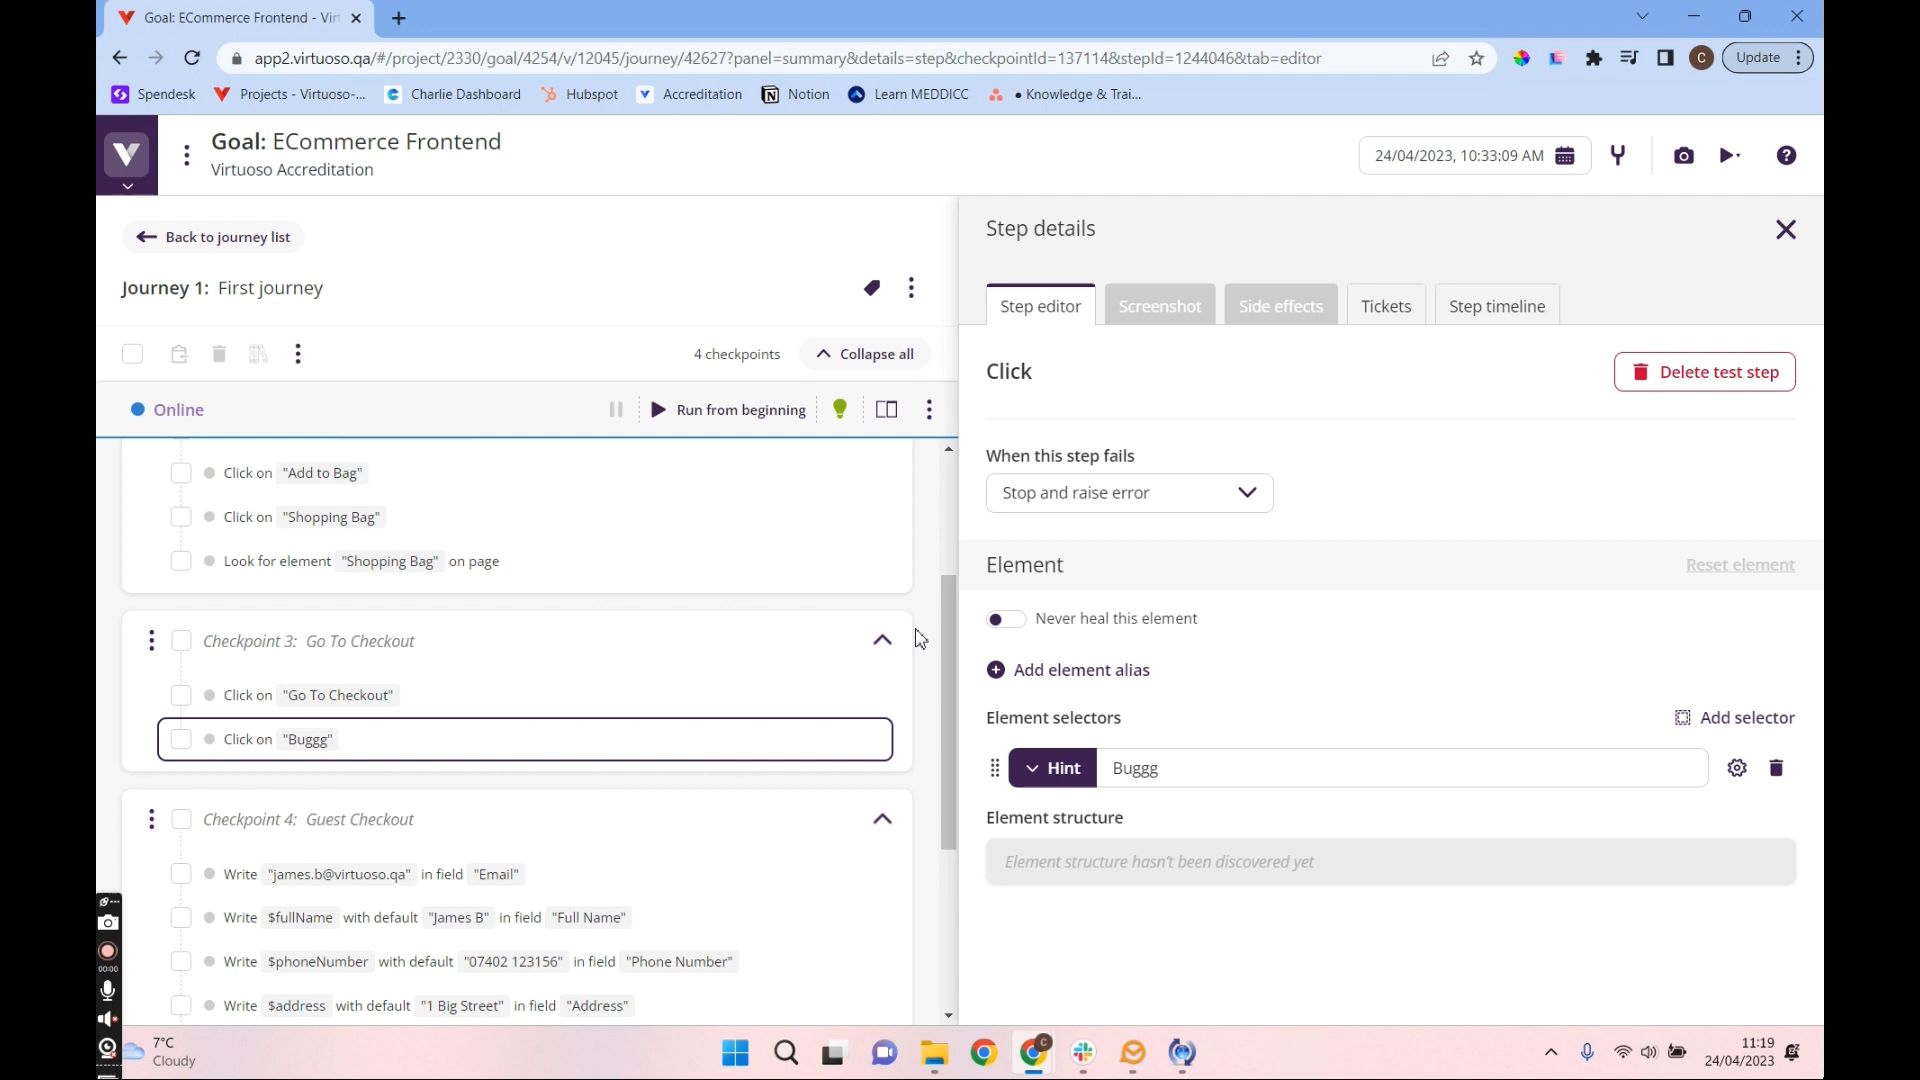 Goal: ECommerce Frontend - Virt
app2.virtuoso.qa/#/project/2330/goal/4254/v/12045/journey/42627?panel=summary&details=step&checkpointId=137114&stepId=1244046&tab=editor
C
Update
Spendesk
Projects - Virtuoso-...
Charlie Dashboard
Hubspot
Accreditation
Notion
Learn MEDDICC
• Knowledge & Trai...
Goal: ECommerce Frontend
Virtuoso Accreditation
24/04/2023, 10:33:09 AM
Back to journey list
Journey 1: First journey
4 checkpoints
Collapse all
Online
Run from beginning
Click on "Add to Bag"
Click on "Shopping Bag"
Look for element "Shopping Bag" on page
Checkpoint 3: Go To Checkout
Click on "Go To Checkout"
Click on "Buggg"
Checkpoint 4: Guest Checkout
Write "james.b@virtuoso.qa" in field "Email"
Write $fullName with default "James B" in field "Full Name"
Write $phoneNumber with default "07402 123156" in field "Phone Number"
Write $address with default "1 Big Street" in field "Address"
Step details
Step editor
Screenshot
Side effects
Tickets
Step timeline
Click
Delete test step
When this step fails
Stop and raise error
Element
Reset element
Never heal this element
Add element alias
Element selectors
Add selector
Hint
Buggg
Element structure
Element structure hasn't been discovered yet
00:00
7°C
Cloudy
C
11:19
24/04/2023